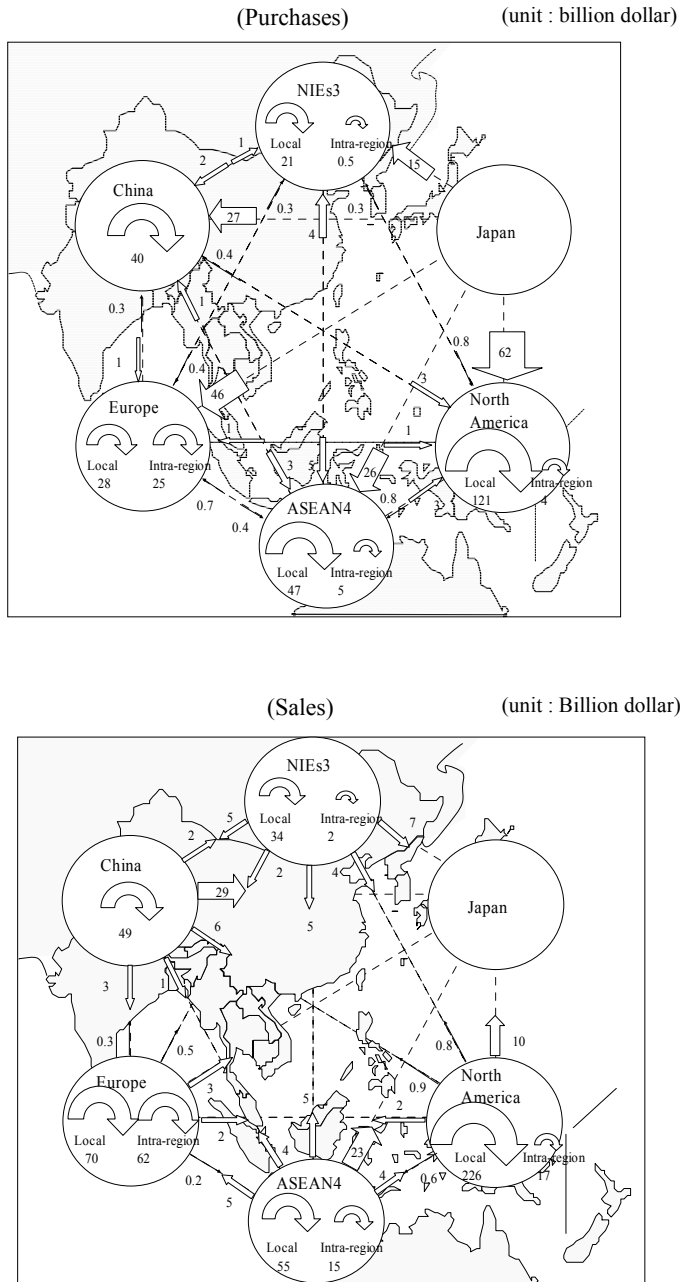 (Purchases) (unit : billion dollar)
NIEs3
Local Intra-region
21 0.5
1
2
15
China
40
27
0.3
0.3
4
Japan
0.4
0.3
1
0.8
62
1
0.4
46
3
Europe
Local Intra-region
28 25
North
America
Local Intra-region
121 4
1
1
3
5
26
0.8
3
0.7
0.4
ASEAN4
Local Intra-region
47 5
(Sales) (unit : Billion dollar)
NIEs3
Local Intra-region
34 2
5
2
7
China
49
29
2
4
5
6
Japan
3
1
0.3
0.5
0.8
10
Europe
Local Intra-region
70 62
3
2
0.9
North
America
Local Intra-region
226 17
5
2
4
23
4
0.6
0.2
5
ASEAN4
Local Intra-region
55 15